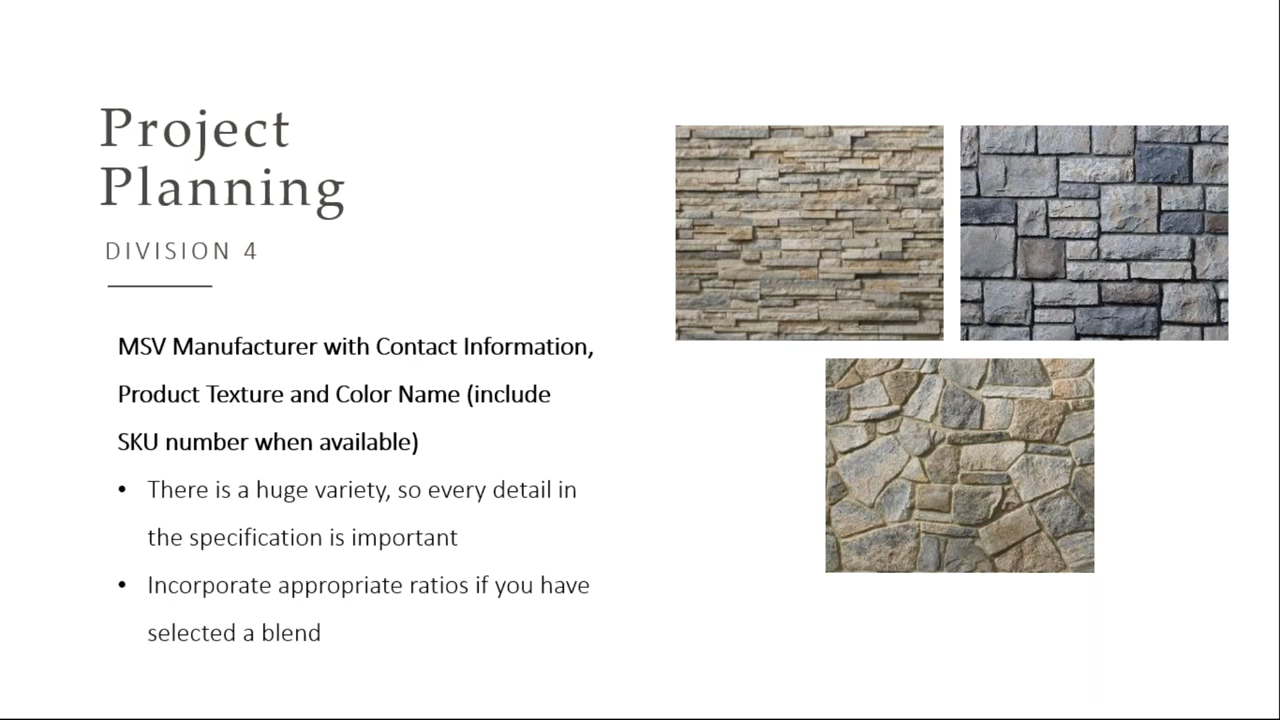 Project
Planning
DIVISION 4
MSV Manufacturer with Contact Information,
Product Texture and Color Name (include
SKU number when available)
• There is a huge variety, so every detail in
the specification is important
• Incorporate appropriate ratios if you have
selected a blend